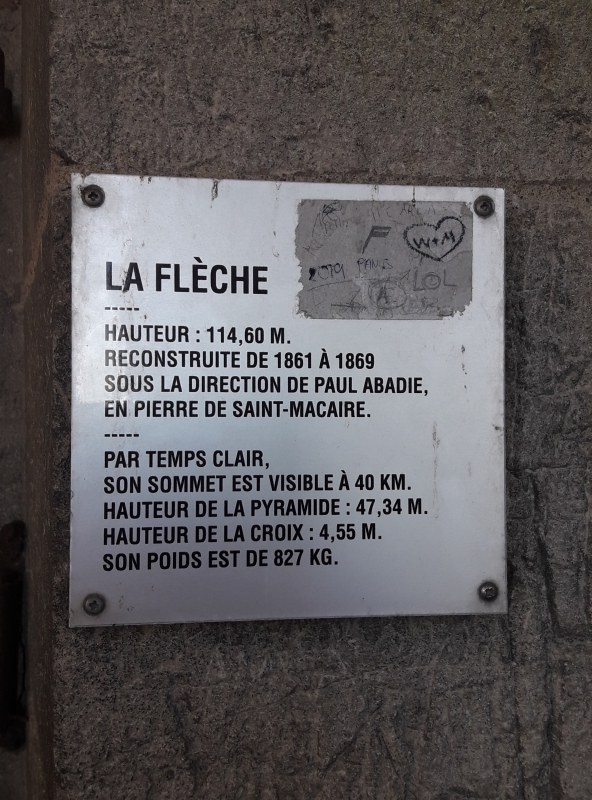 W+M
LOL
LA FLÈCHE
-----
HAUTEUR : 114,60 M.
RECONSTRUITE DE 1861 À 1869
SOUS LA DIRECTION DE PAUL ABADIE,
EN PIERRE DE SAINT-MACAIRE.
-----
PAR TEMPS CLAIR,
SON SOMMET EST VISIBLE À 40 KM.
HAUTEUR DE LA PYRAMIDE : 47,34 M.
HAUTEUR DE LA CROIX : 4,55 M.
SON POIDS EST DE 827 KG.